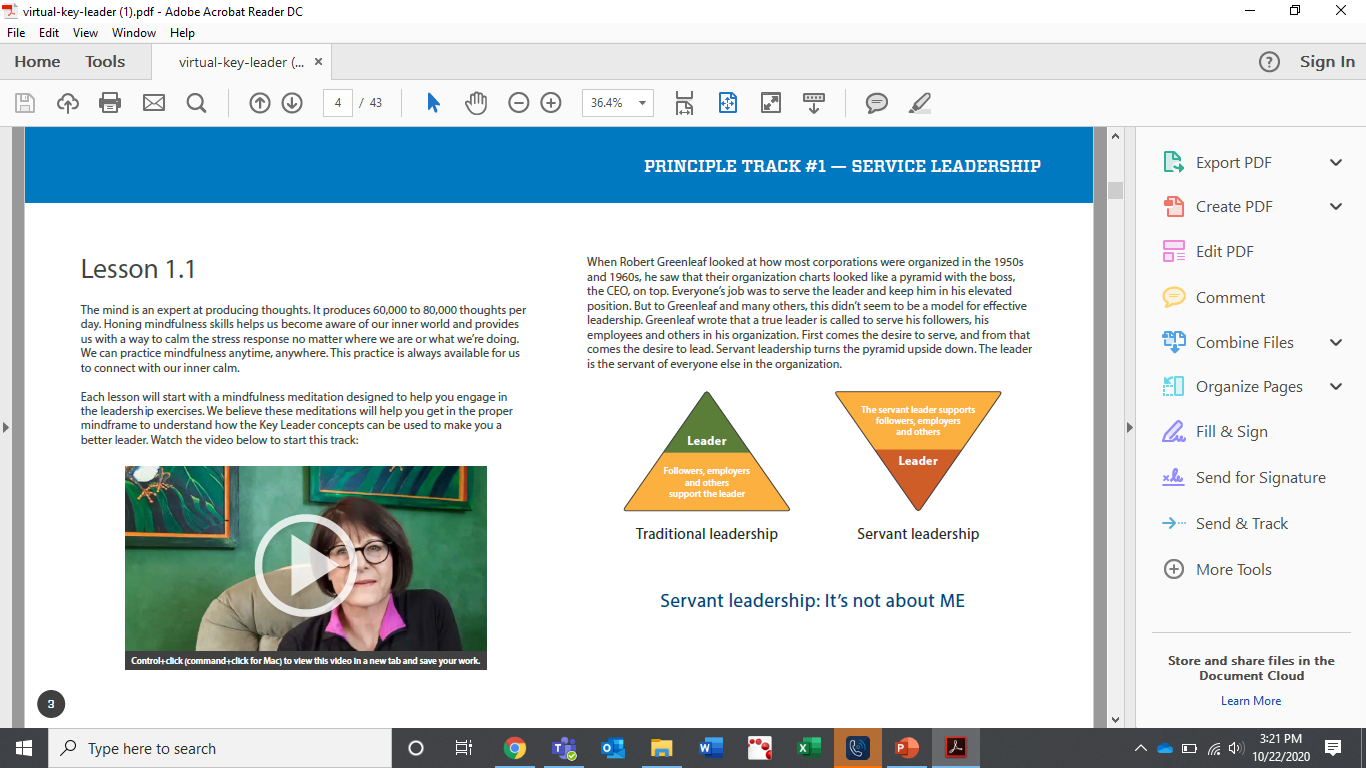 virtual-key-leader (1).pdf - Adobe Acrobat Reader DC
File Edit View Window Help
Home Tools virtual-key-leader (... × Sign In
4 / 43 36.4%
PRINCIPLE TRACK #1 — SERVICE LEADERSHIP
Lesson 1.1
The mind is an expert at producing thoughts. It produces 60,000 to 80,000 thoughts per
day. Honing mindfulness skills helps us become aware of our inner world and provides
us with a way to calm the stress response no matter where we are or what we're doing.
We can practice mindfulness anytime, anywhere. This practice is always available for us
to connect with our inner calm.
Each lesson will start with a mindfulness meditation designed to help you engage in
the leadership exercises. We believe these meditations will help you get in the proper
mindframe to understand how the Key Leader concepts can be used to make you a
better leader. Watch the video below to start this track:
Control+click (command+click for Mac) to view this video in a new tab and save your work.
3
When Robert Greenleaf looked at how most corporations were organized in the 1950s
and 1960s, he saw that their organization charts looked like a pyramid with the boss,
the CEO, on top. Everyone's job was to serve the leader and keep him in his elevated
position. But to Greenleaf and many others, this didn't seem to be a model for effective
leadership. Greenleaf wrote that a true leader is called to serve his followers, his
employees and others in his organization. First comes the desire to serve, and from that
comes the desire to lead. Servant leadership turns the pyramid upside down. The leader
is the servant of everyone else in the organization.
Leader
Followers, employers
and others
support the leader
Traditional leadership
The servant leader supports
followers, employers
and others
Leader
Servant leadership
Servant leadership: It's not about ME
Export PDF
Create PDF
Edit PDF
Comment
Combine Files
Organize Pages
Fill & Sign
Send for Signature
Send & Track
More Tools
Store and share files in the
Document Cloud
Learn More
Type here to search
3:21 PM
10/22/2020